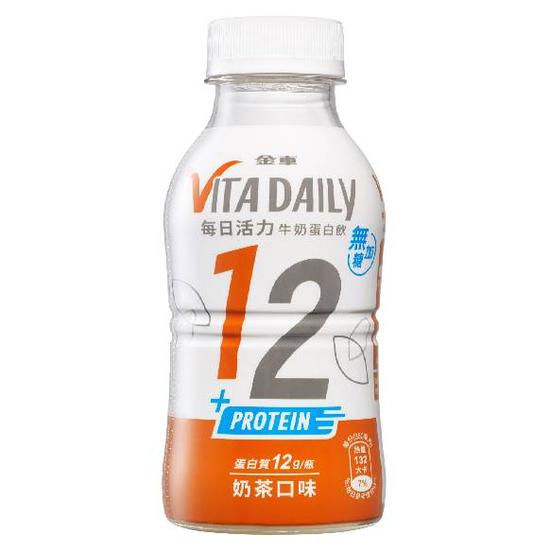 金車
VITA DAILY
每日活力 牛奶蛋白飲
無加糖
12
+
PROTEIN
蛋白質12g/瓶
奶茶口味
熱量
132
大卡
7%